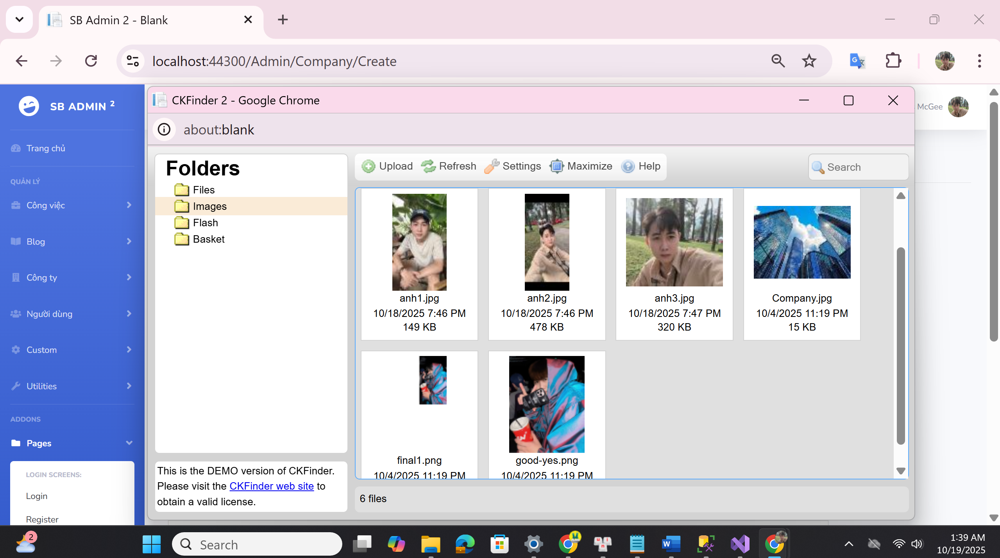 SB Admin 2 - Blank
localhost:44300/Admin/Company/Create
SB ADMIN 2
Trang chủ
QUẢN LÝ
Công việc
Blog
Công ty
Người dùng
Custom
Utilities
ADDONS
Pages
LOGIN SCREENS:
Login
Register
McGee
CKFinder 2 - Google Chrome
about:blank
Folders
Files
Images
Flash
Basket
This is the DEMO version of CKFinder.
Please visit the CKFinder web site to
obtain a valid license.
Upload Refresh Settings Maximize Help
Search
anh1.jpg
10/18/2025 7:46 PM
149 KB
anh2.jpg
10/18/2025 7:46 PM
478 KB
anh3.jpg
10/18/2025 7:47 PM
320 KB
Company.jpg
10/4/2025 11:19 PM
15 KB
final1.png
10/4/2025 11:19 PM
good-yes.png
10/4/2025 11:19 PM
6 files
2
Search
1:39 AM
10/19/2025